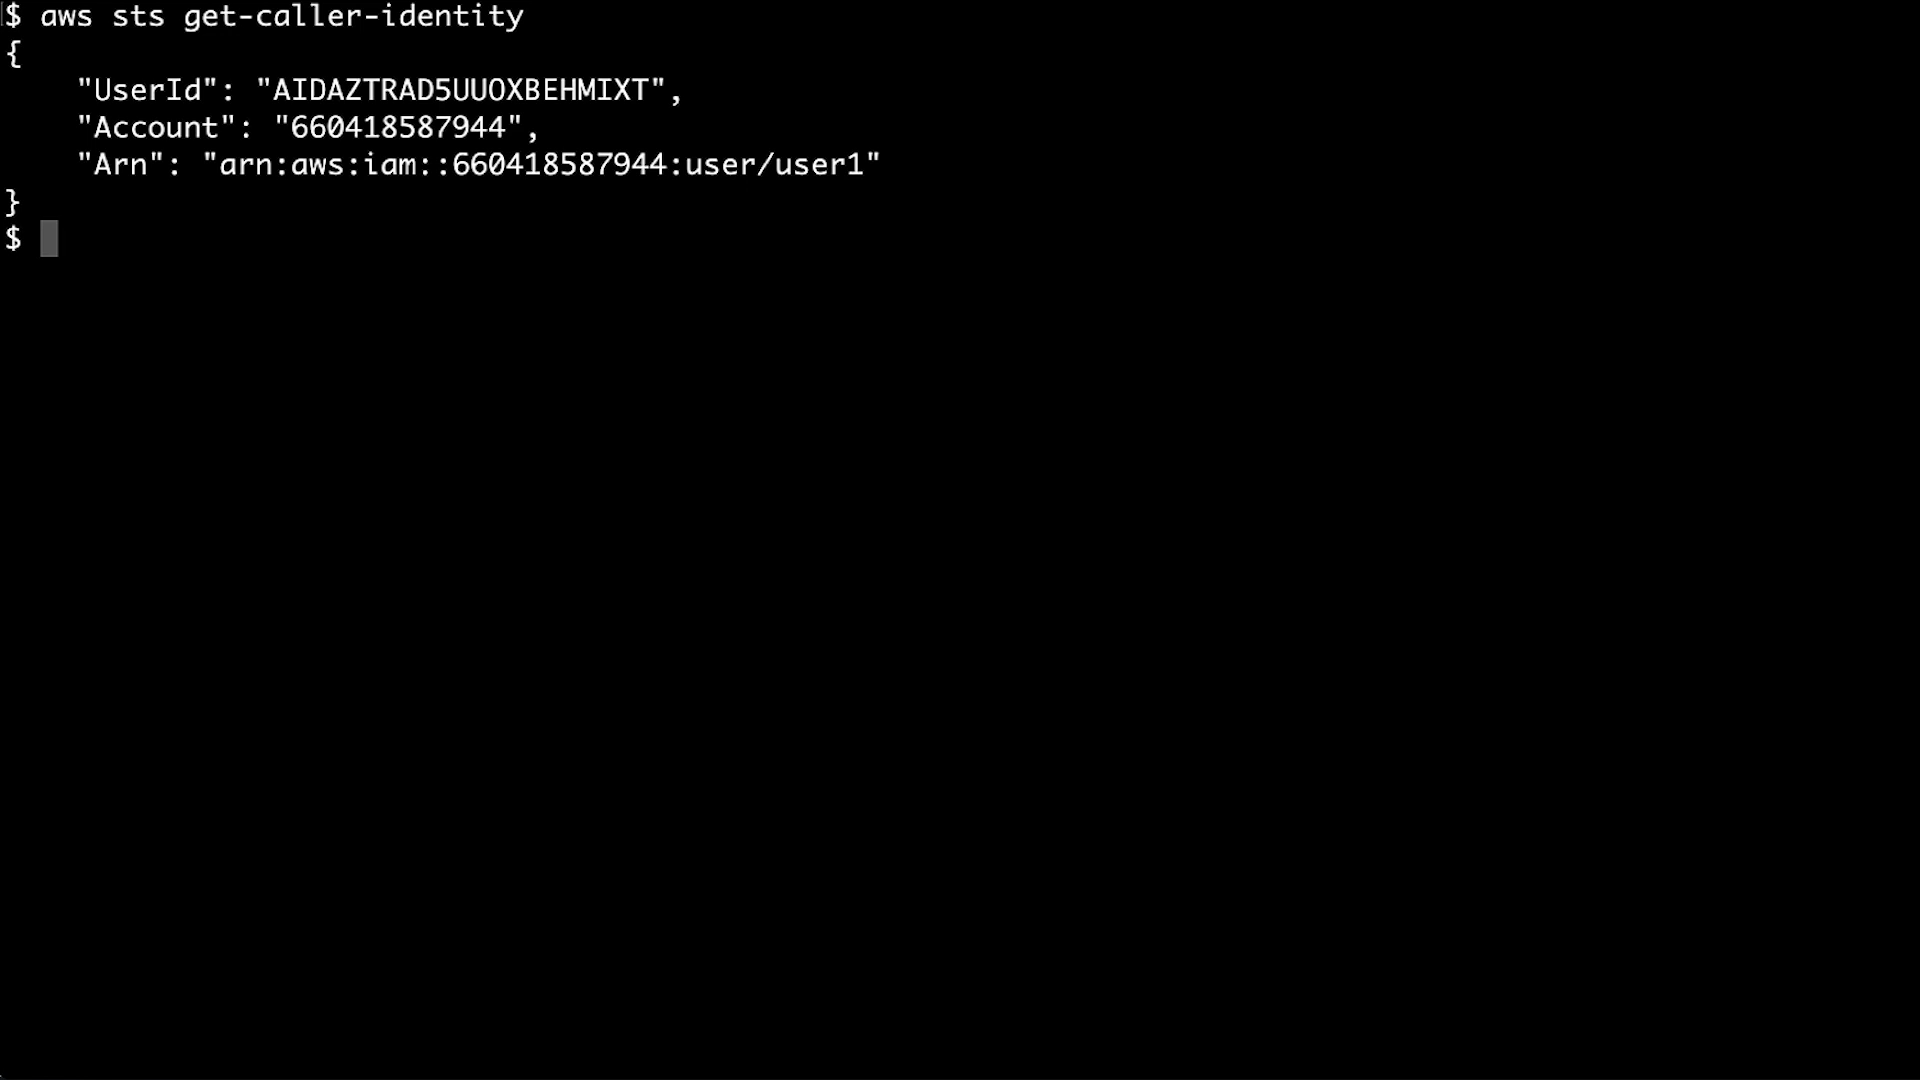 $ aws sts get-caller-identity
{
    "UserId": "AIDAZTRAD5UUOXBEHMIXT",
    "Account": "660418587944",
    "Arn": "arn:aws:iam::660418587944:user/user1"
}
$